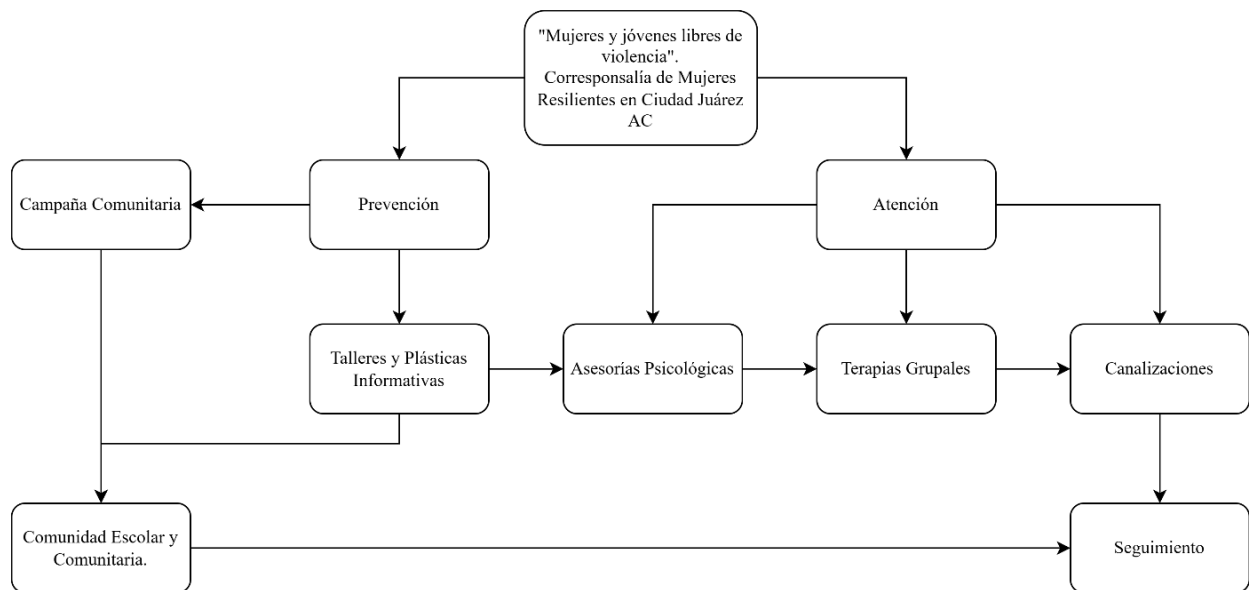 "Mujeres y jóvenes libres de
violencia".
Corresponsalía de Mujeres
Resilientes en Ciudad Juárez
AC
Campaña Comunitaria
Prevención
Atención
Talleres y Plásticas
Informativas
Asesorías Psicológicas
Terapias Grupales
Canalizaciones
Comunidad Escolar y
Comunitaria.
Seguimiento